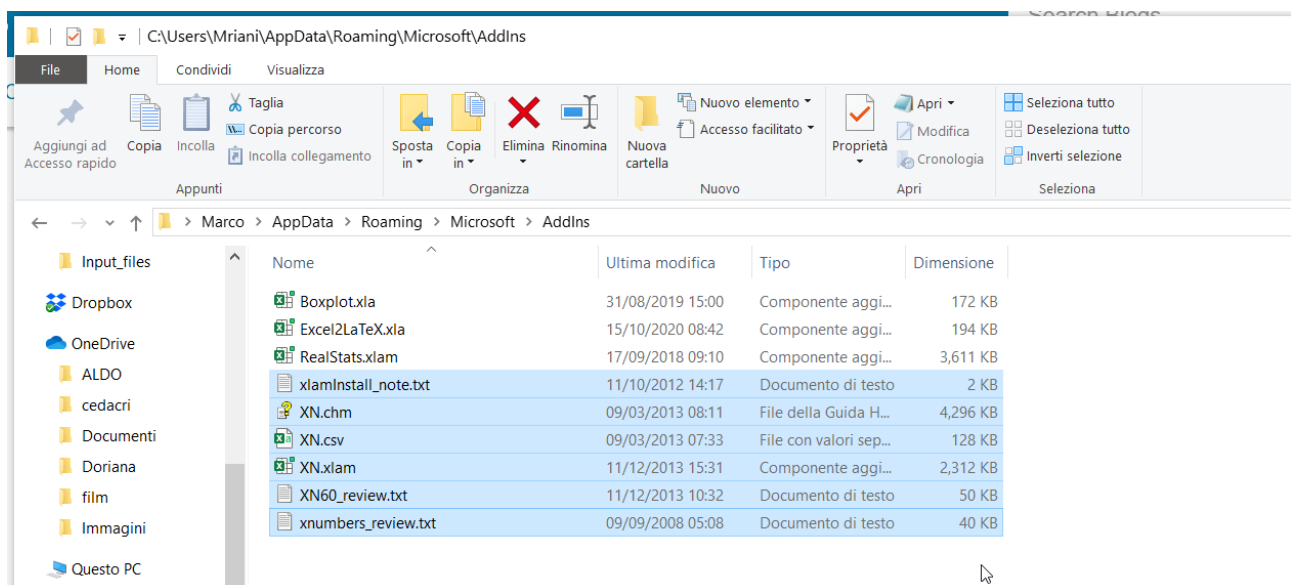 Search Blogs
C:\Users\Mriani\AppData\Roaming\Microsoft\AddIns
File Home Condividi Visualizza
Aggiungi ad
Accesso rapido
Copia
Incolla
Taglia
Copia percorso
Incolla collegamento
Appunti
Sposta
in
Copia
in
Elimina
Rinomina
Organizza
Nuova
cartella
Nuovo elemento
Accesso facilitato
Nuovo
Proprietà
Apri
Modifica
Cronologia
Apri
Seleziona tutto
Deseleziona tutto
Inverti selezione
Seleziona
> Marco > AppData > Roaming > Microsoft > AddIns
Input_files
Dropbox
OneDrive
ALDO
cedacri
Documenti
Doriana
film
Immagini
Questo PC
Nome Ultima modifica Tipo Dimensione
Boxplot.xla 31/08/2019 15:00 Componente aggi... 172 KB
Excel2LaTeX.xla 15/10/2020 08:42 Componente aggi... 194 KB
RealStats.xlam 17/09/2018 09:10 Componente aggi... 3,611 KB
xlamInstall_note.txt 11/10/2012 14:17 Documento di testo 2 KB
XN.chm 09/03/2013 08:11 File della Guida H... 4,296 KB
XN.csv 09/03/2013 07:33 File con valori sep... 128 KB
XN.xlam 11/12/2013 15:31 Componente aggi... 2,312 KB
XN60_review.txt 11/12/2013 10:32 Documento di testo 50 KB
xnumbers_review.txt 09/09/2008 05:08 Documento di testo 40 KB